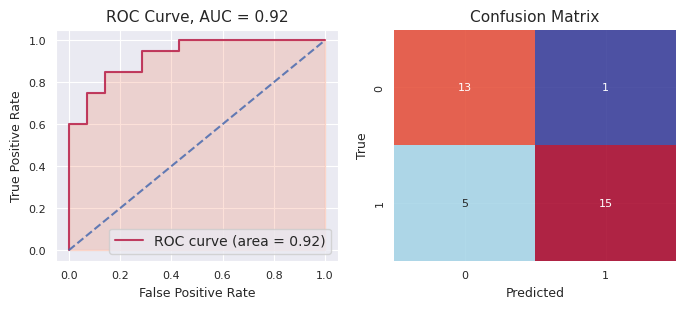 ROC Curve, AUC = 0.92
True Positive Rate
1.0
0.8
0.6
0.4
0.2
0.0
ROC curve (area = 0.92)
0.0 0.2 0.4 0.6 0.8 1.0
False Positive Rate
Confusion Matrix
True
0
13 1
1
5 15
0 1
Predicted